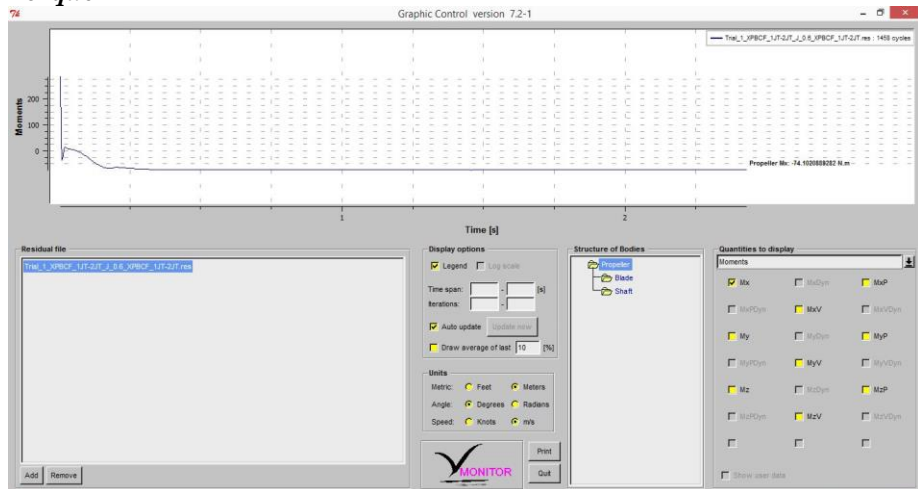 Graphic Control version 7.2-1
Trial_1_XPBCF_1JT-2JT_J_0.6_XPBCF_1JT-2JT.res : 1458 cycles
Moments
200
100
0
Propeller Mx: -74.1020889282 N.m
1
2
Time [s]
Residual file
Trial_1_XPBCF_1JT-2JT_J_0.6_XPBCF_1JT-2JT.res
Add Remove
Display options
Legend Log scale
Time span: - [s]
Iterations: -
Auto update Update now
Draw average of last 10 [%]
Units
Metric: Feet Meters
Angle: Degrees Radians
Speed: Knots m/s
MONITOR
Print
Quit
Structure of Bodies
Propeller
Blade
Shaft
Quantities to display
Moments
Mx MxDyn MxP
MxPDyn MxV MxVDyn
My MyDyn MyP
MyPDyn MyV MyVDyn
Mz MzDyn MzP
MzPDyn MzV MzVDyn
Show user data